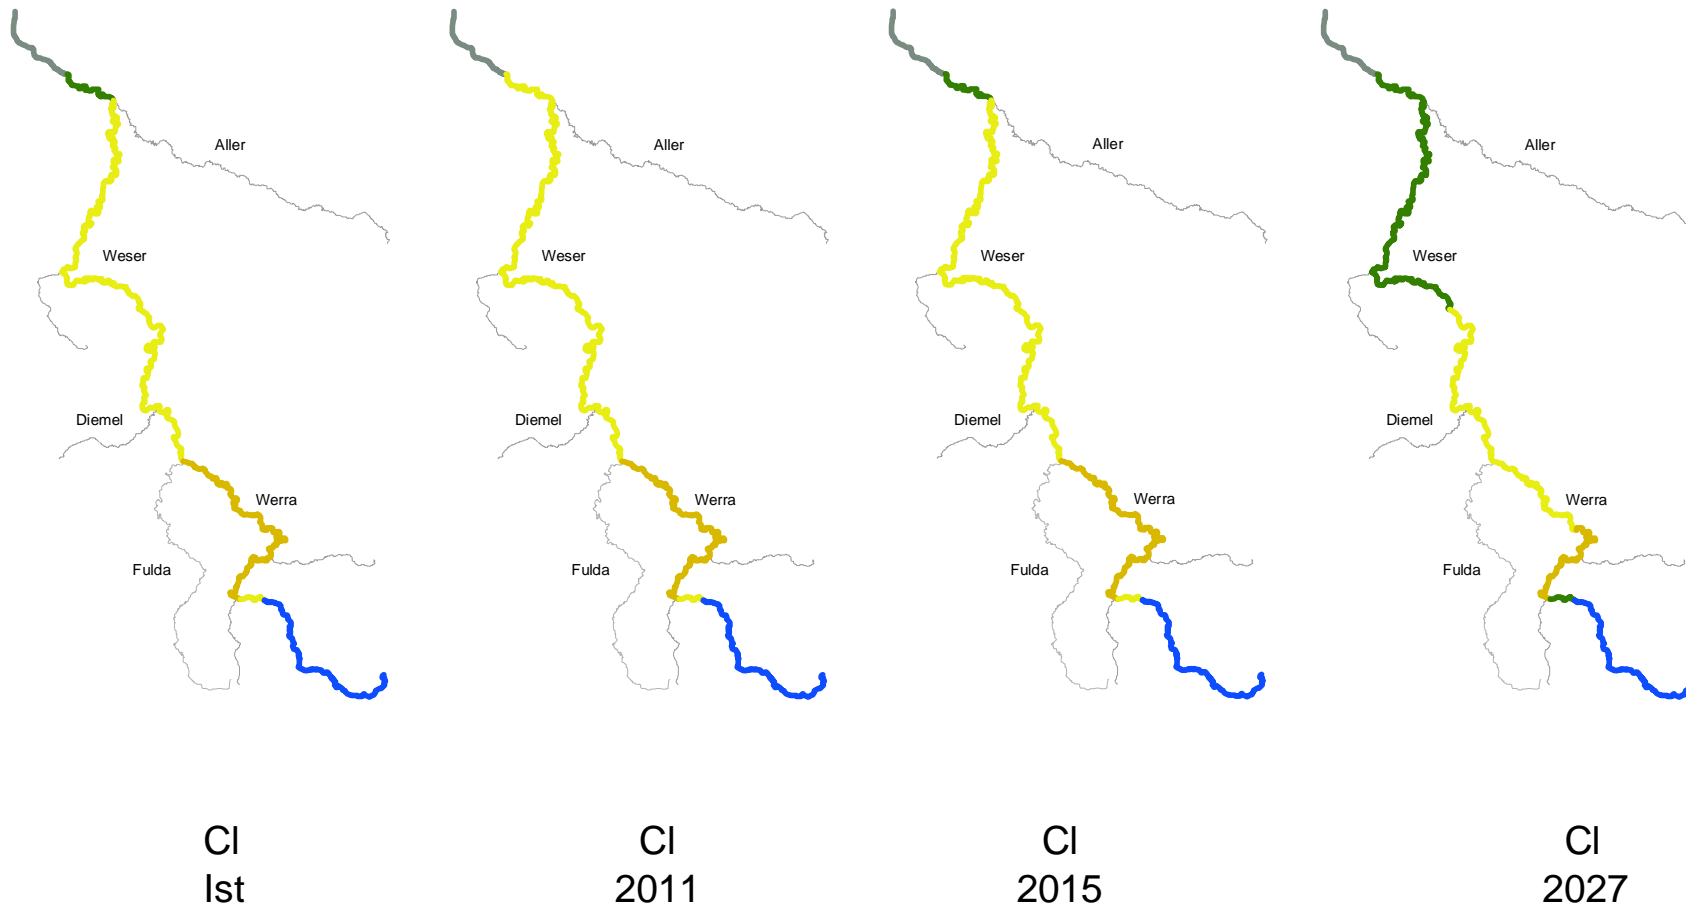 Aller
Weser
Diemel
Werra
Fulda
Cl
Ist
Aller
Weser
Diemel
Werra
Fulda
Cl
2011
Aller
Weser
Diemel
Werra
Fulda
Cl
2015
Aller
Weser
Diemel
Werra
Fulda
Cl
2027